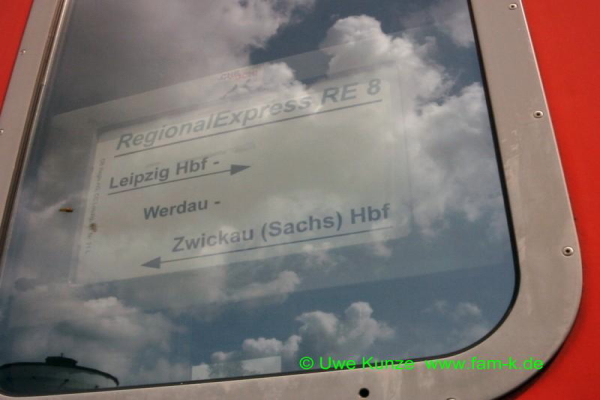 RegionalExpress RE 8
Leipzig Hbf -
Werdau -
Zwickau (Sachs) Hbf
© Uwe Kunze www.fam-k.de